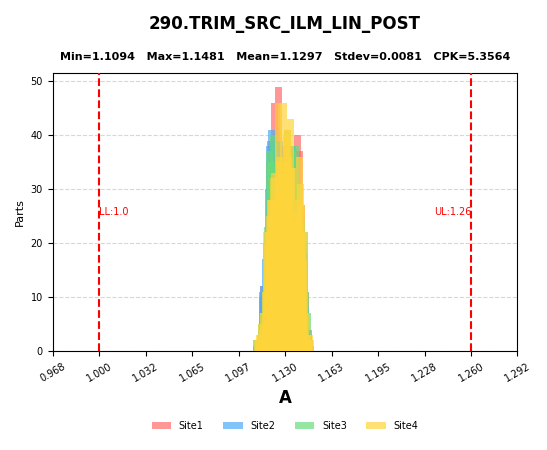 290.TRIM_SRC_ILM_LIN_POST
Min=1.1094 Max=1.1481 Mean=1.1297 Stdev=0.0081 CPK=5.3564
50
40
30
20
10
0
Parts
LL:1.0
UL:1.26
0.968 1.000 1.032 1.065 1.097 1.130 1.163 1.195 1.228 1.260 1.292
A
Site1 Site2 Site3 Site4